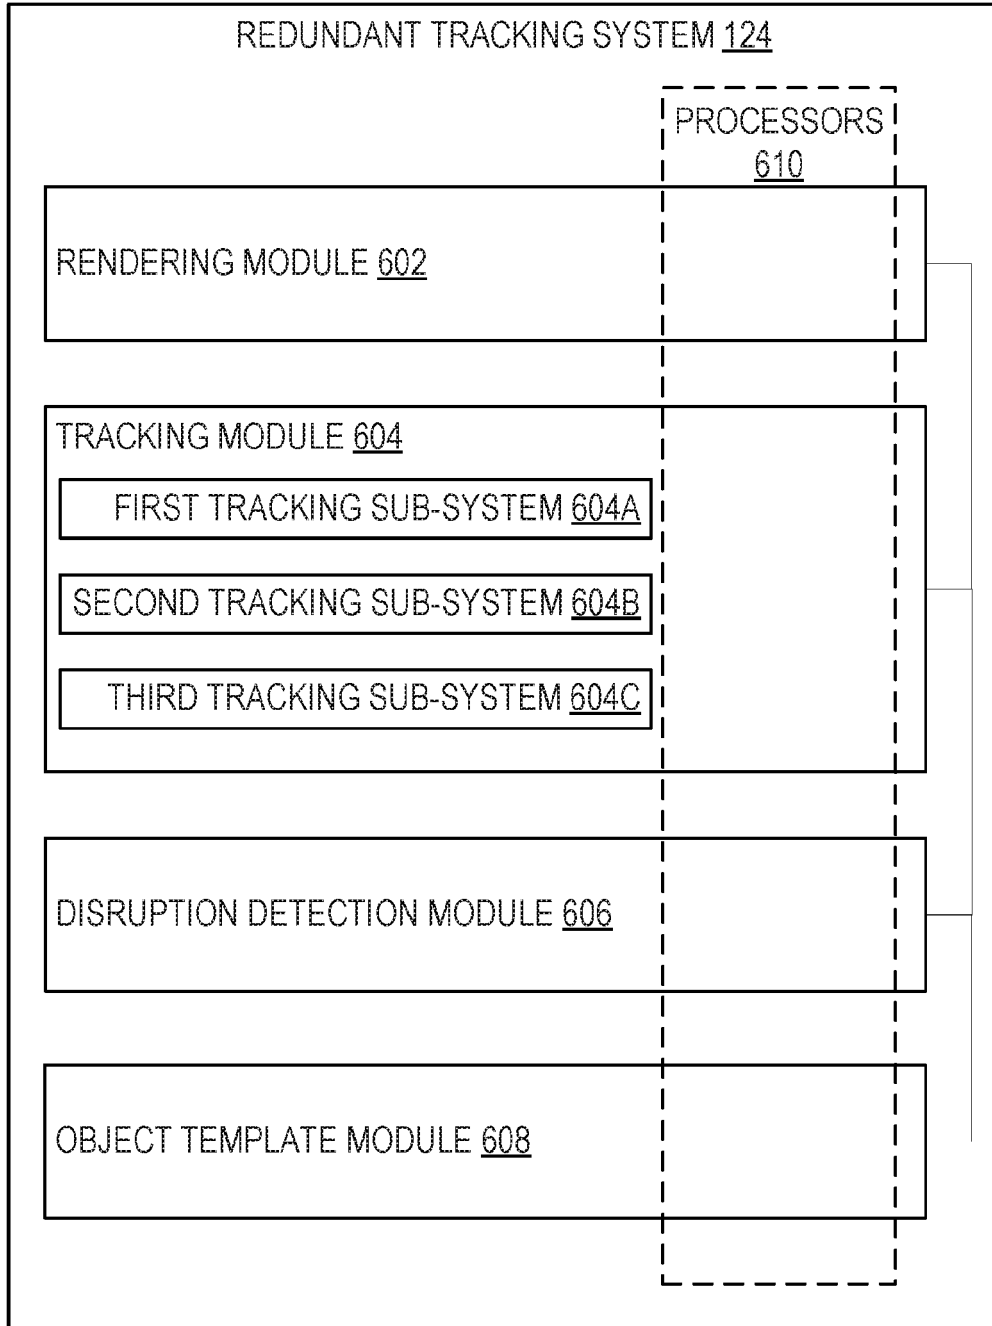 REDUNDANT TRACKING SYSTEM 124
PROCESSORS
610
RENDERING MODULE 602
TRACKING MODULE 604
FIRST TRACKING SUB-SYSTEM 604A
SECOND TRACKING SUB-SYSTEM 604B
THIRD TRACKING SUB-SYSTEM 604C
DISRUPTION DETECTION MODULE 606
OBJECT TEMPLATE MODULE 608